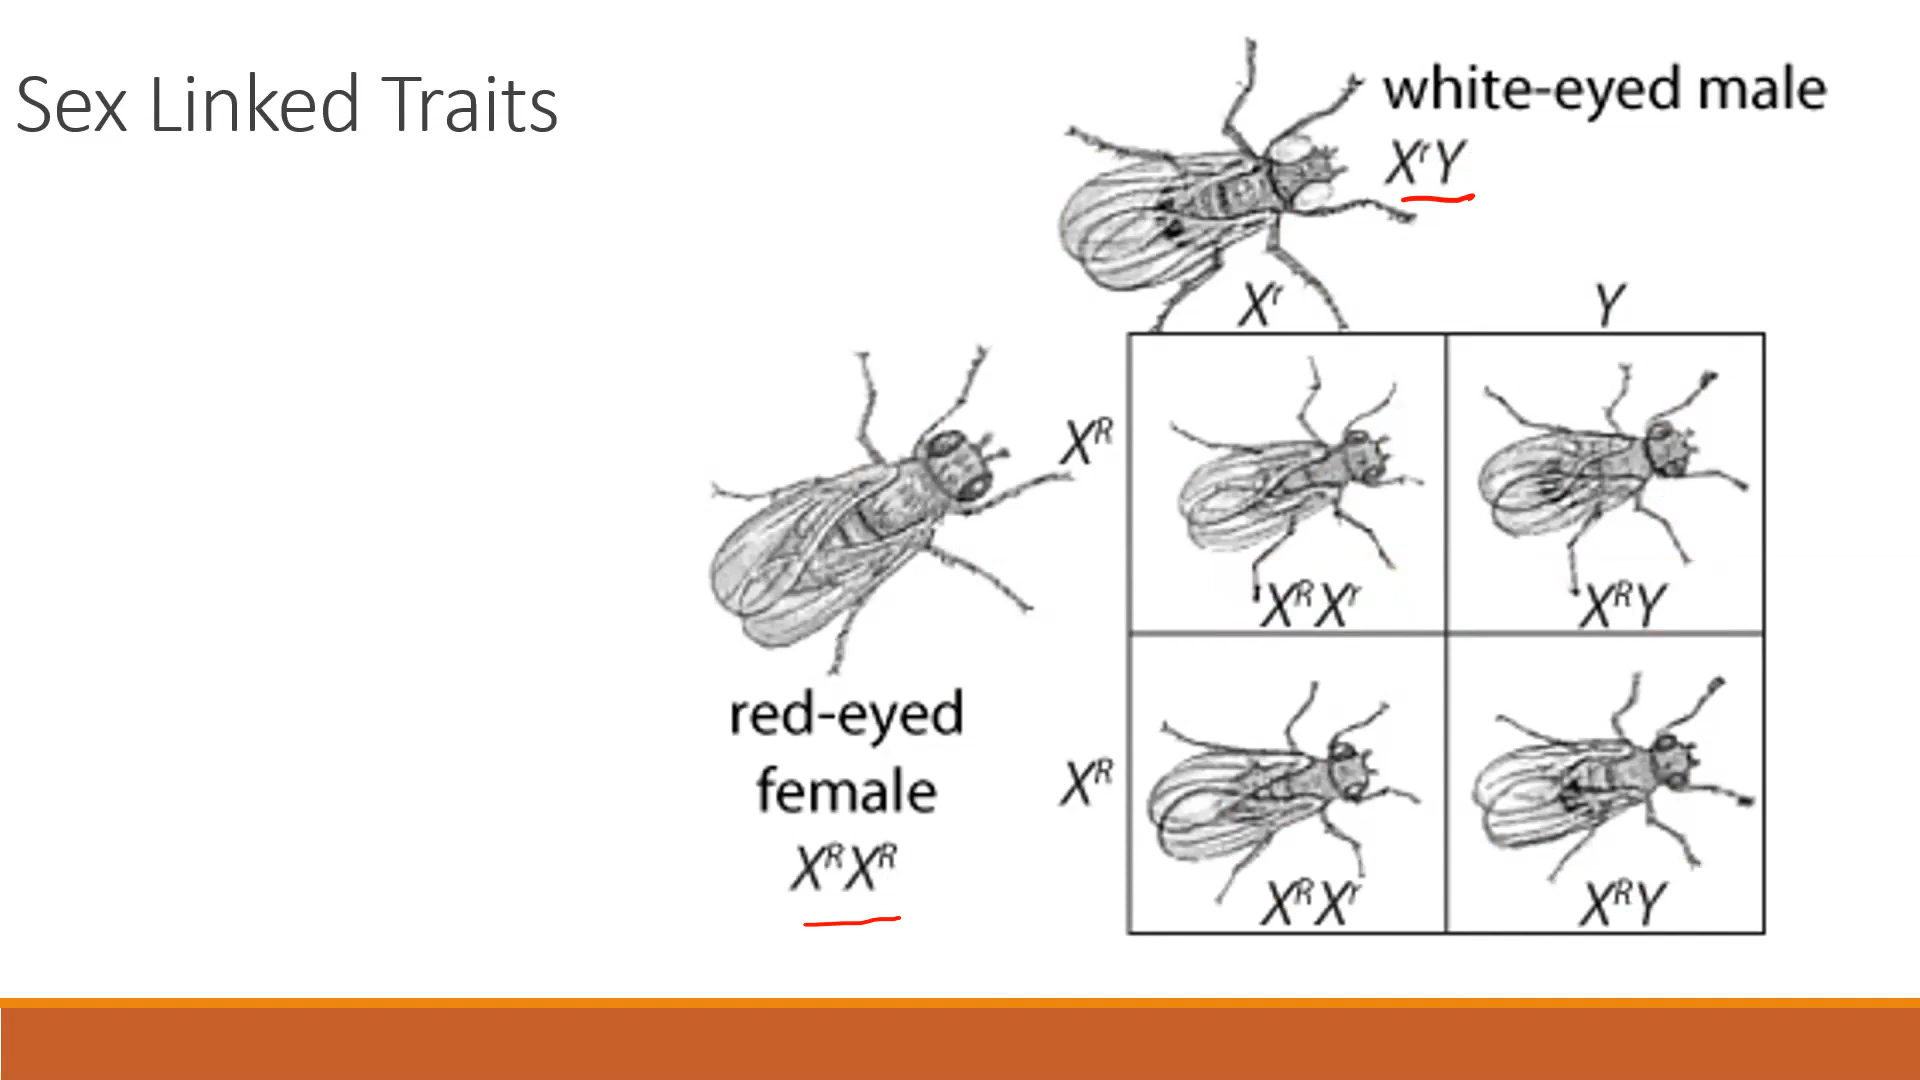 Sex Linked Traits
white-eyed male
XʳY
Xʳ Y
Xᴿ
XᴿXʳ XᴿY
red-eyed
female
XᴿXᴿ
Xᴿ
XᴿXʳ XᴿY